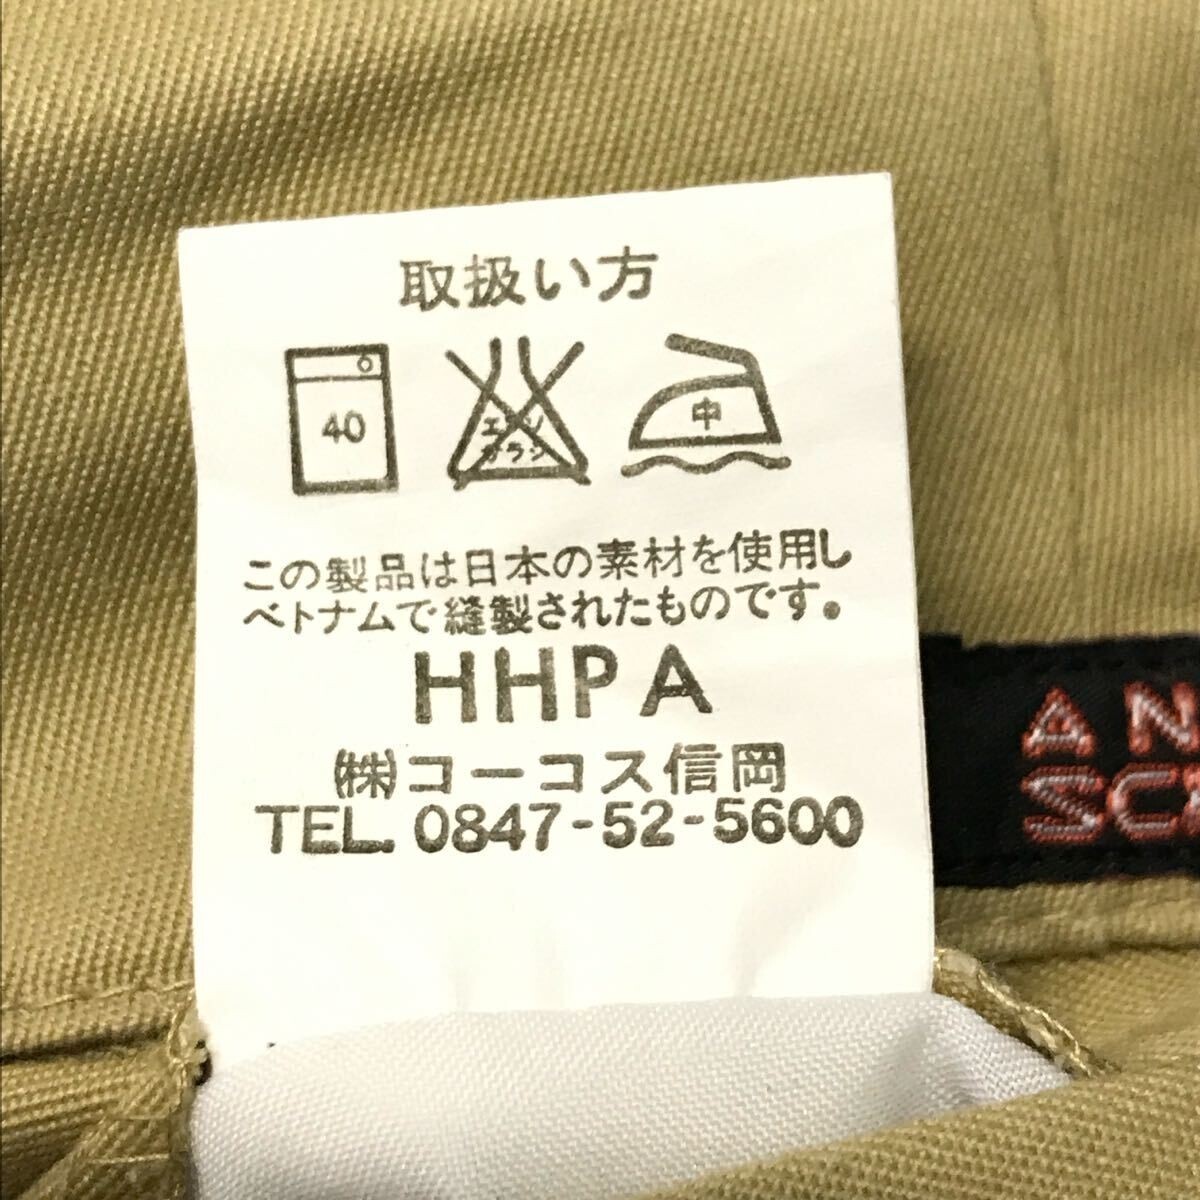 取扱い方
40
エンソ
サラシ
中
この製品は日本の素材を使用し
ベトナムで縫製されたものです。
HHPA
㈱コーコス信岡
TEL. 0847-52-5600
AN
SC